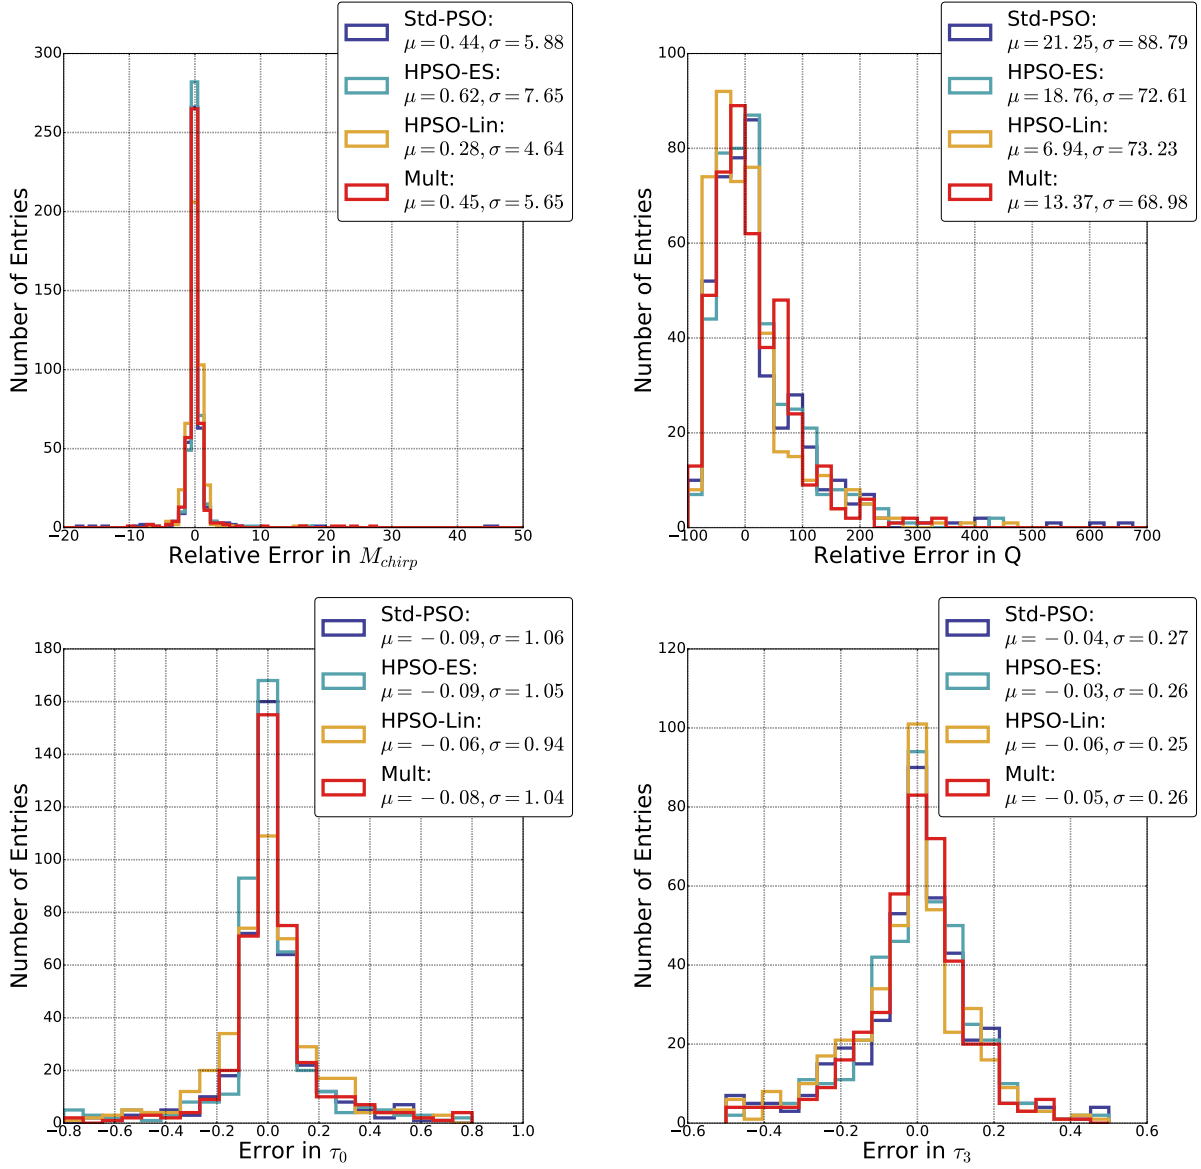 Std-PSO:
μ=0.44, σ=5.88
HPSO-ES:
μ=0.62, σ=7.65
HPSO-Lin:
μ=0.28, σ=4.64
Mult:
μ=0.45, σ=5.65
300
250
200
150
100
50
0
Number of Entries
−20 −10 0 10 20 30 40 50
Relative Error in M_chirp
Std-PSO:
μ=21.25, σ=88.79
HPSO-ES:
μ=18.76, σ=72.61
HPSO-Lin:
μ=6.94, σ=73.23
Mult:
μ=13.37, σ=68.98
100
80
60
40
20
0
Number of Entries
−100 0 100 200 300 400 500 600 700
Relative Error in Q
Std-PSO:
μ=−0.09, σ=1.06
HPSO-ES:
μ=−0.09, σ=1.05
HPSO-Lin:
μ=−0.06, σ=0.94
Mult:
μ=−0.08, σ=1.04
180
160
140
120
100
80
60
40
20
0
Number of Entries
−0.8 −0.6 −0.4 −0.2 0.0 0.2 0.4 0.6 0.8 1.0
Error in τ₀
Std-PSO:
μ=−0.04, σ=0.27
HPSO-ES:
μ=−0.03, σ=0.26
HPSO-Lin:
μ=−0.06, σ=0.25
Mult:
μ=−0.05, σ=0.26
120
100
80
60
40
20
0
Number of Entries
−0.6 −0.4 −0.2 0.0 0.2 0.4 0.6
Error in τ₃